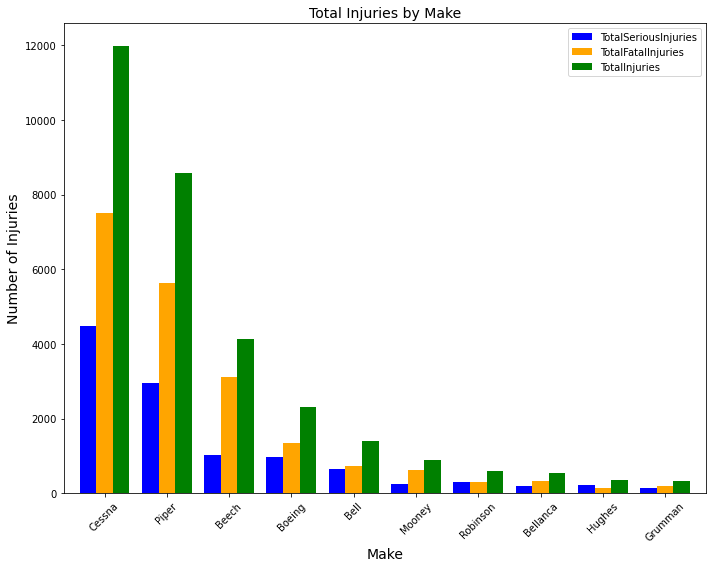 Total Injuries by Make
TotalSeriousInjuries
TotalFatalInjuries
TotalInjuries
Number of Injuries
12000
10000
8000
6000
4000
2000
0
Cessna
Piper
Beech
Boeing
Bell
Mooney
Robinson
Bellanca
Hughes
Grumman
Make